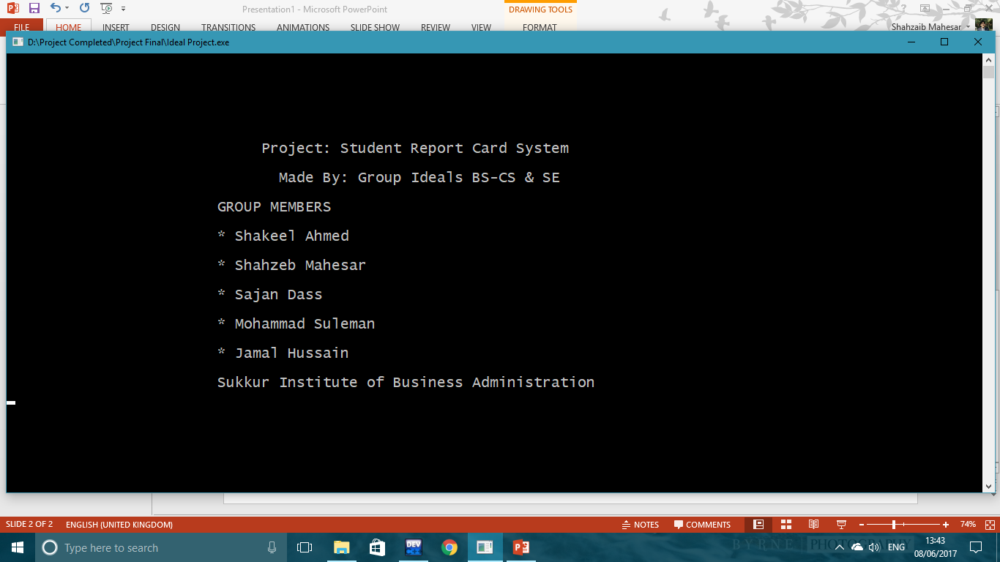 Presentation1 - Microsoft PowerPoint
DRAWING TOOLS
?
FILE HOME INSERT DESIGN TRANSITIONS ANIMATIONS SLIDE SHOW REVIEW VIEW FORMAT
Shahzaib Mahesar
D:\Project Completed\Project Final\Ideal Project.exe
Project: Student Report Card System
Made By: Group Ideals BS-CS & SE
GROUP MEMBERS
* Shakeel Ahmed
* Shahzeb Mahesar
* Sajan Dass
* Mohammad Suleman
* Jamal Hussain
Sukkur Institute of Business Administration
SLIDE 2 OF 2 ENGLISH (UNITED KINGDOM) NOTES COMMENTS 74%
Type here to search
DEV
BYRNE PHOTOGRAPHY
ENG
13:43
08/06/2017